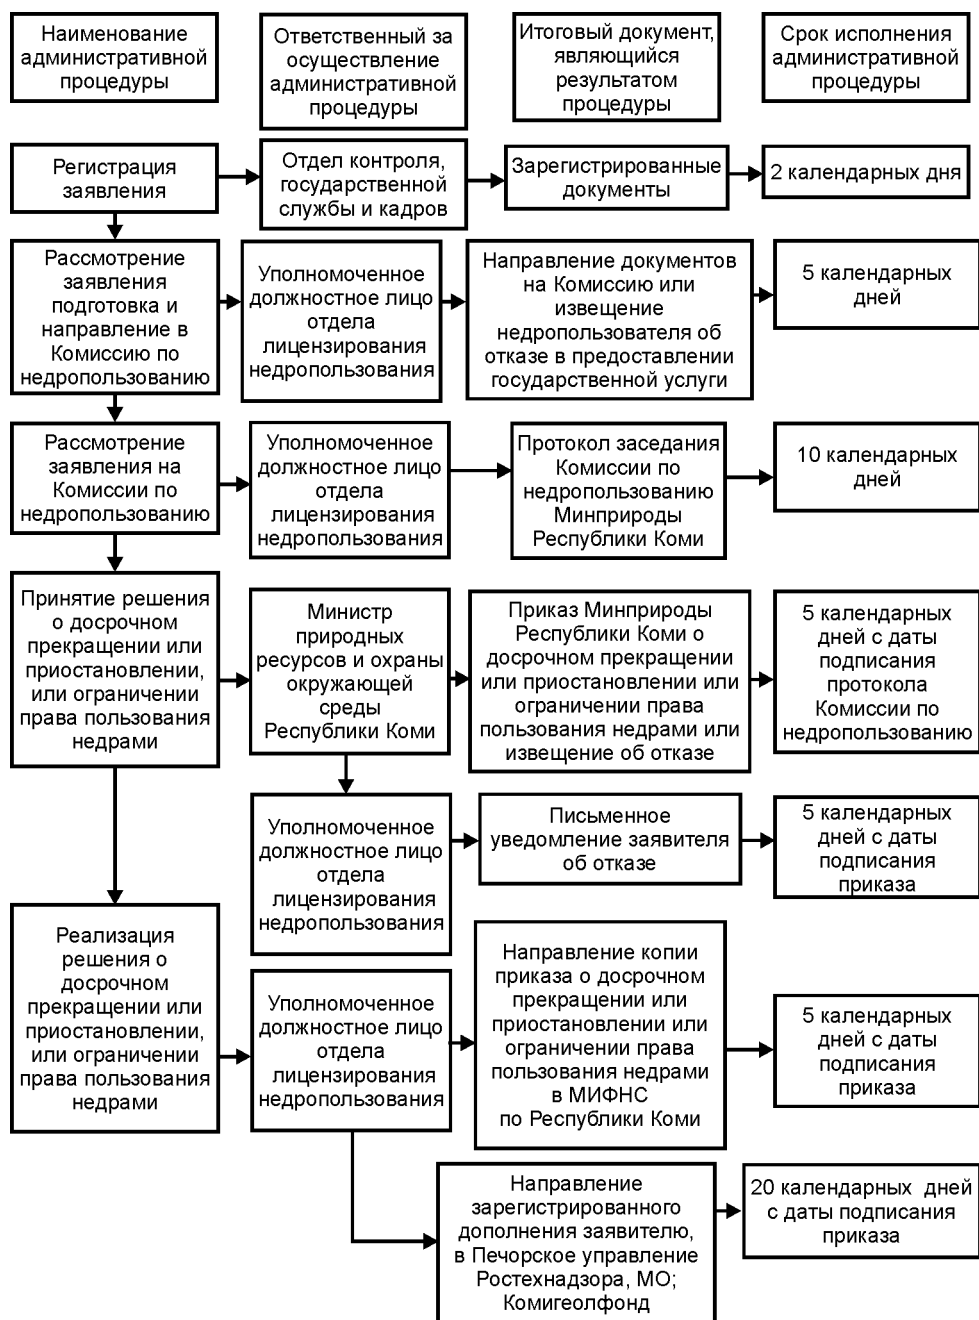 Наименование
административной
процедуры
Ответственный за
осуществление
административной
процедуры
Итоговый документ,
являющийся
результатом
процедуры
Срок исполнения
административной
процедуры
Регистрация
заявления
Отдел контроля,
государственной
службы и кадров
Зарегистрированные
документы
2 календарных дня
Рассмотрение
заявления
подготовка и
направление в
Комиссию по
недропользованию
Уполномоченное
должностное лицо
отдела
лицензирования
недропользования
Направление документов
на Комиссию или
извещение
недропользователя об
отказе в предоставлении
государственной услуги
5 календарных
дней
Рассмотрение
заявления на
Комиссии по
недропользованию
Уполномоченное
должностное лицо
отдела
лицензирования
недропользования
Протокол заседания
Комиссии по
недропользованию
Минприроды
Республики Коми
10 календарных
дней
Принятие решения
о досрочном
прекращении или
приостановлении,
или ограничении
права пользования
недрами
Министр
природных
ресурсов и охраны
окружающей
среды
Республики Коми
Приказ Минприроды
Республики Коми о
досрочном прекращении
или приостановлении или
ограничении права
пользования недрами или
извещение об отказе
5 календарных
дней с даты
подписания
протокола
Комиссии по
недропользованию
Уполномоченное
должностное лицо
отдела
лицензирования
недропользования
Письменное
уведомление заявителя
об отказе
5 календарных
дней с даты
подписания
приказа
Реализация
решения о
досрочном
прекращении или
приостановлении,
или ограничении
права пользования
недрами
Уполномоченное
должностное лицо
отдела
лицензирования
недропользования
Направление копии
приказа о досрочном
прекращении или
приостановлении или
ограничении права
пользования недрами
в МИФНС
по Республики Коми
5 календарных
дней с даты
подписания
приказа
Направление
зарегистрированного
дополнения заявителю,
в Печорское управление
Ростехнадзора, МО;
Комигеолфонд
20 календарных дней
с даты подписания
приказа